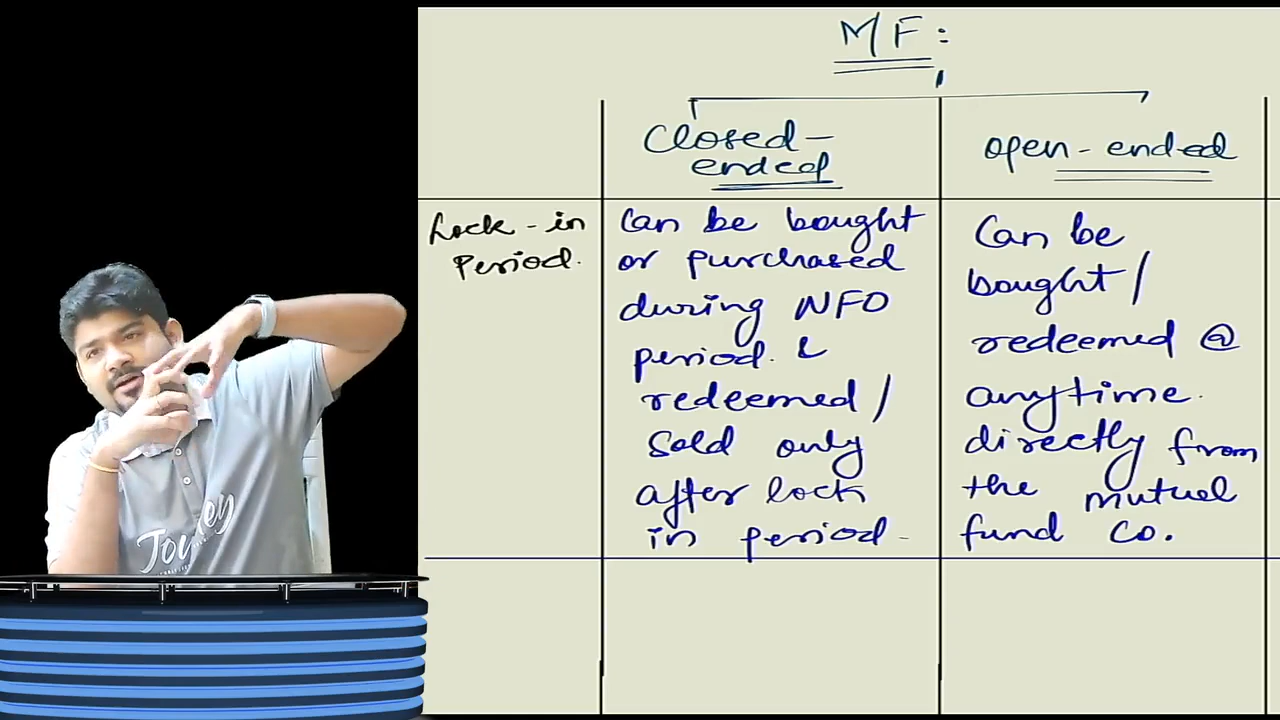 MF:
Closed-
ended
open-ended
Lock-in
Period.
Can be bought
or purchased
during NFO
period. &
redeemed/
Sold only
after lock
in period.
Can be
bought/
redeemed @
anytime.
directly from
the mutual
fund Co.
Journey